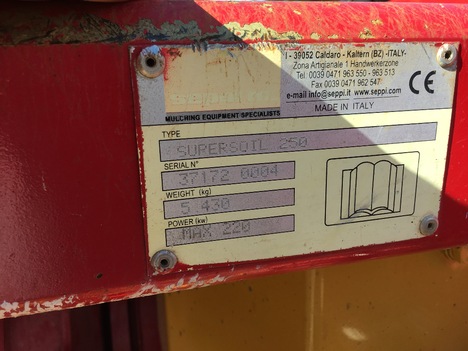 I - 39052 Caldaro - Kaltern (BZ) -ITALY-
Zona Artigianale 1 Handwerkerzone
Tel. 0039 0471 963 550 - 963 513
Fax 0039 0471 962 547
e-mail info@seppi.it - www.seppi.com
MULCHING EQUIPMENT SPECIALISTS
MADE IN ITALY
CE
TYPE
SUPERSOIL 250
SERIAL N°
37172 0004
WEIGHT (kg)
5 430
POWER (kw)
MAX 220